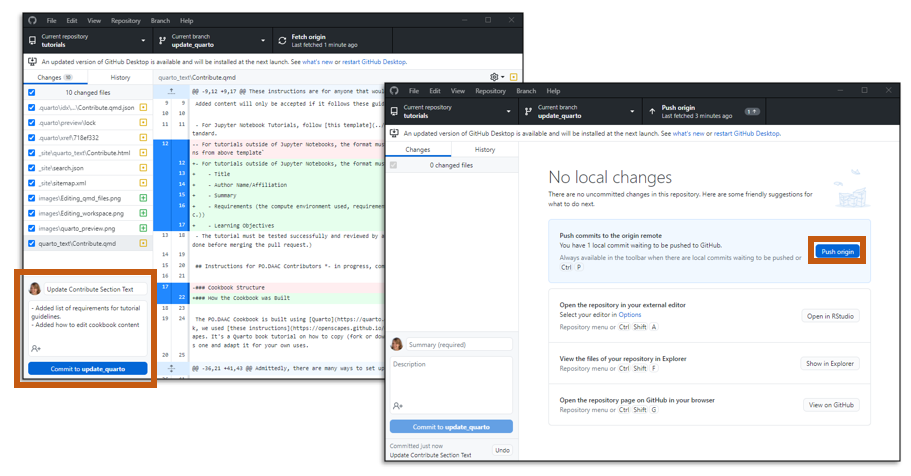 File Edit View Repository Branch Help
Current repository
tutorials
Current branch
update_quarto
Fetch origin
Last fetched 1 minute ago
An updated version of GitHub Desktop is available and will be installed at the next launch. See what's new or restart GitHub Desktop.
Changes 10 History
quarto_text\Contribute.qmd
10 changed files
.quarto\idx\...\Contribute.qmd.json
.quarto\preview\lock
.quarto\xref\718ef332
_site\quarto_text\Contribute.html
_site\search.json
_site\sitemap.xml
images\Editing_qmd_files.png
images\Editing_workspace.png
images\quarto_preview.png
quarto_text\Contribute.qmd
@@ -9,12 +9,17 @@ These instructions are for anyone that wou
9 9 Added content will only be accepted if it follows these guid
10 10
11 11 - For Jupyter Notebook Tutorials, follow [this template](..
tandard.
12 -- For tutorials outside of Jupyter Notebooks, the format mus
ns from above template`
12 +- For tutorials outside of Jupyter Notebooks, the format mus
13 + - Title
14 + - Author Name/Affiliation
15 + - Summary
16 + - Requirements (the compute environment used, requiremen
c.))
17 + - Learning Objectives
13 18 - The tutorial must be tested successfully and reviewed by a
done before merging the pull request.)
14 19
15 20 ## Instructions for PO.DAAC Contributors *- in progress, com
16 21
17 -### Cookbook Structure
22 +### How the Cookbook was Built
18 23
19 24 The PO.DAAC Cookbook is built using [Quarto](https://quarto.
k, we used [these instructions](https://openscapes.github.io/
apes. It's a Quarto book tutorial on how to copy (fork or dow
s one and adapt it for your own uses.
20 25
@@ -36,21 +41,43 @@ Admittedly, there are many ways to set up
Update Contribute Section Text
- Added list of requirements for tutorial
guidelines.
- Added how to edit cookbook content
Commit to update_quarto
File Edit View Repository Branch Help
Current repository
tutorials
Current branch
update_quarto
Push origin
Last fetched 3 minutes ago
1
An updated version of GitHub Desktop is available and will be installed at the next launch. See what's new or restart GitHub Desktop.
Changes History
0 changed files
No local changes
There are no uncommitted changes in this repository. Here are some friendly suggestions for
what to do next.
Push commits to the origin remote
You have 1 local commit waiting to be pushed to GitHub.
Always available in the toolbar when there are local commits waiting to be pushed or
Ctrl P
Push origin
Open the repository in your external editor
Select your editor in Options
Repository menu or Ctrl Shift A
Open in RStudio
View the files of your repository in Explorer
Repository menu or Ctrl Shift F
Show in Explorer
Open the repository page on GitHub in your browser
Repository menu or Ctrl Shift G
View on GitHub
Summary (required)
Description
Commit to update_quarto
Committed just now
Update Contribute Section Text
Undo